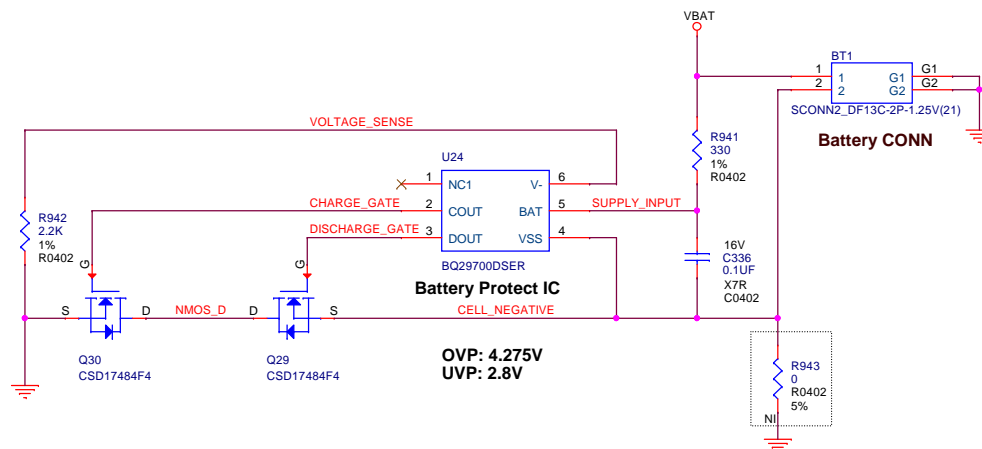 VBAT
BT1
1
2
1
2
G1
G2
G1
G2
SCONN2_DF13C-2P-1.25V(21)
Battery CONN
VOLTAGE_SENSE
R941
330
1%
R0402
U24
1
NC1
V-
6
CHARGE_GATE
2
COUT
BAT
5
SUPPLY_INPUT
DISCHARGE_GATE
3
DOUT
VSS
4
BQ29700DSER
Battery Protect IC
R942
2.2K
1%
R0402
16V
C336
0.1UF
X7R
C0402
G
G
S
D
NMOS_D
D
S
CELL_NEGATIVE
Q30
CSD17484F4
Q29
CSD17484F4
OVP: 4.275V
UVP: 2.8V
R943
0
R0402
5%
NI